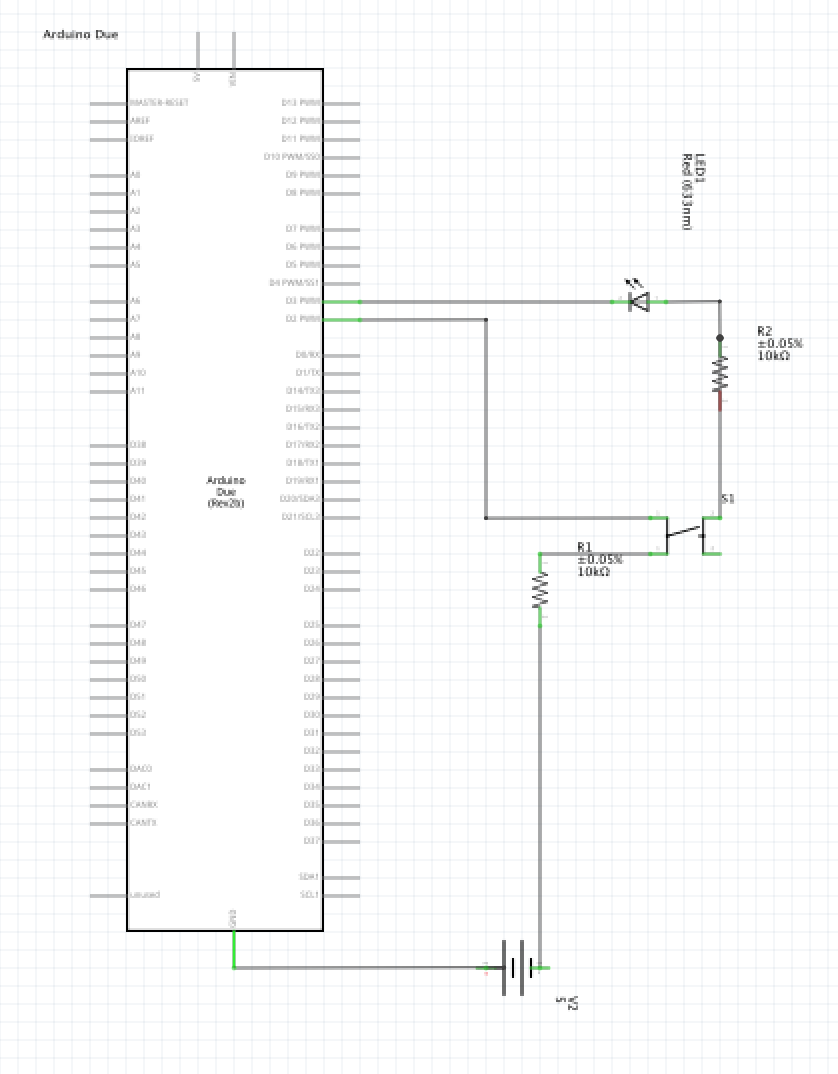 Arduino Due
5V
VIN
MASTER-RESET
AREF
IOREF
A0
A1
A2
A3
A4
A5
A6
A7
A8
A9
A10
A11
D38
D39
D40
D41
D42
D43
D44
D45
D46
D47
D48
D49
D50
D51
D52
D53
DAC0
DAC1
CANRX
CANTX
unused
Arduino
Due
(Rev2b)
D13 PWM
D12 PWM
D11 PWM
D10 PWM/SS0
D9 PWM
D8 PWM
D7 PWM
D6 PWM
D5 PWM
D4 PWM/SS1
D3 PWM
D2 PWM
D0/RX
D1/TX
D14/TX3
D15/RX3
D16/TX2
D17/RX2
D18/TX1
D19/RX1
D20/SDA
D21/SCL
D22
D23
D24
D25
D26
D27
D28
D29
D30
D31
D32
D33
D34
D35
D36
D37
SDA1
SCL1
GND
LED1
Red (633nm)
R2
±0.05%
10kΩ
S1
R1
±0.05%
10kΩ